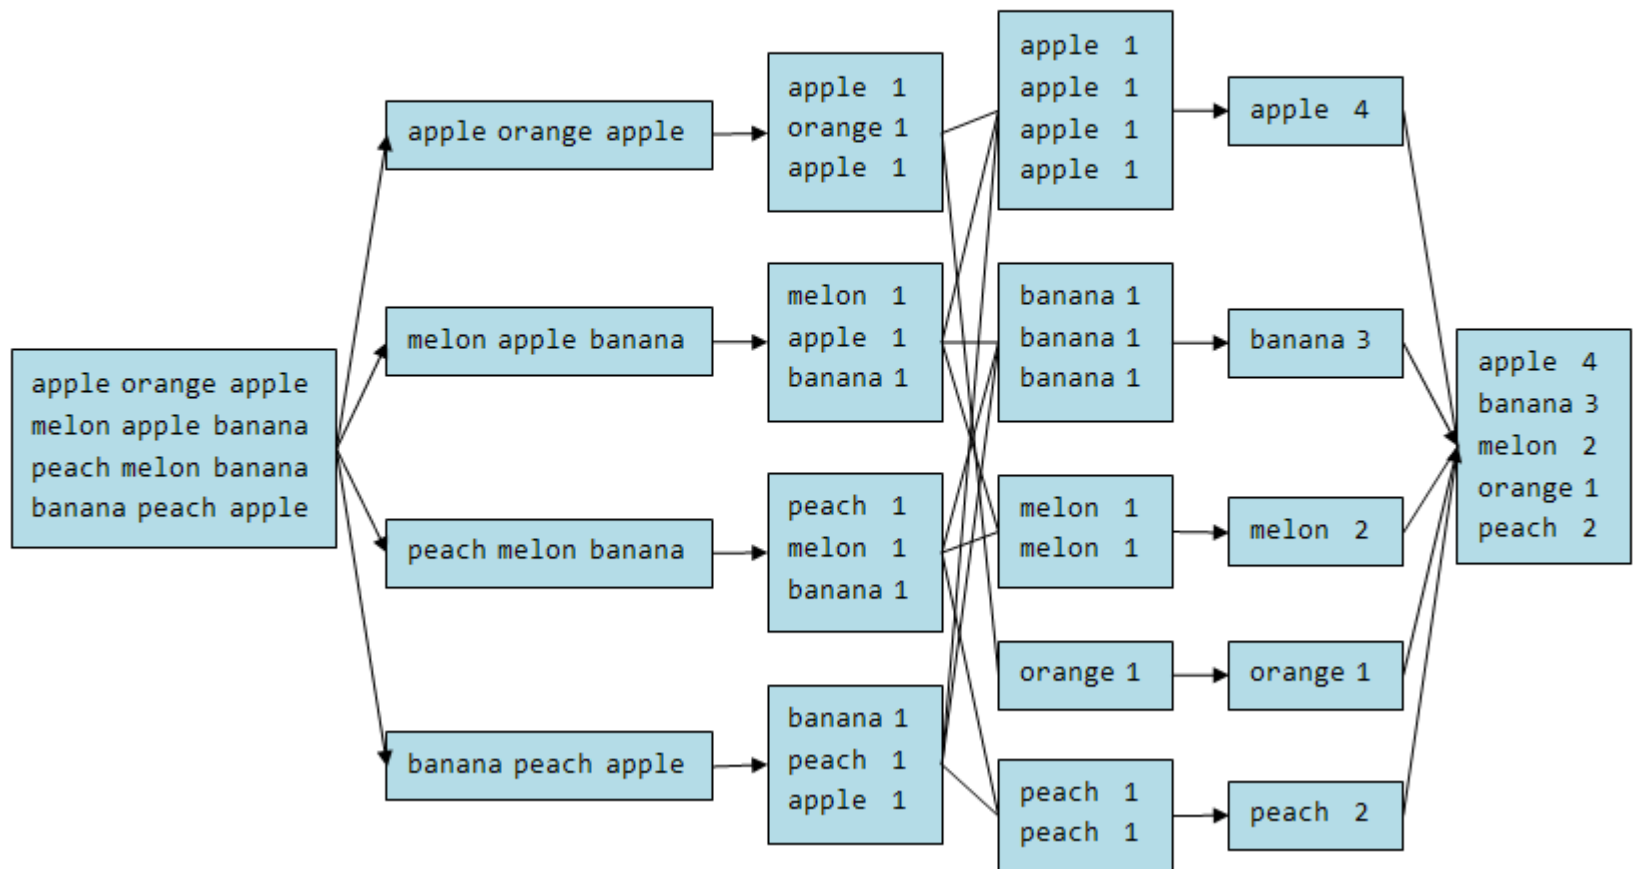 apple orange apple
melon apple banana
peach melon banana
banana peach apple
apple orange apple
melon apple banana
peach melon banana
banana peach apple
apple 1
orange 1
apple 1
melon 1
apple 1
banana 1
peach 1
melon 1
banana 1
banana 1
peach 1
apple 1
apple 1
apple 1
apple 1
apple 1
banana 1
banana 1
banana 1
melon 1
melon 1
orange 1
peach 1
peach 1
apple 4
banana 3
melon 2
orange 1
peach 2
apple 4
banana 3
melon 2
orange 1
peach 2